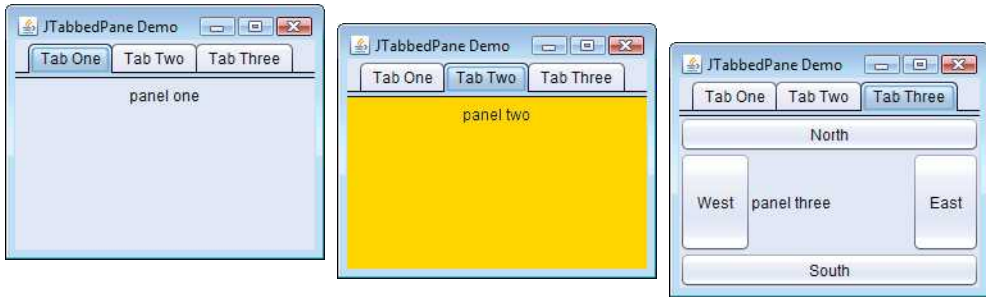 JTabbedPane Demo
Tab One Tab Two Tab Three
panel one
JTabbedPane Demo
Tab One Tab Two Tab Three
panel two
JTabbedPane Demo
Tab One Tab Two Tab Three
North
West panel three East
South